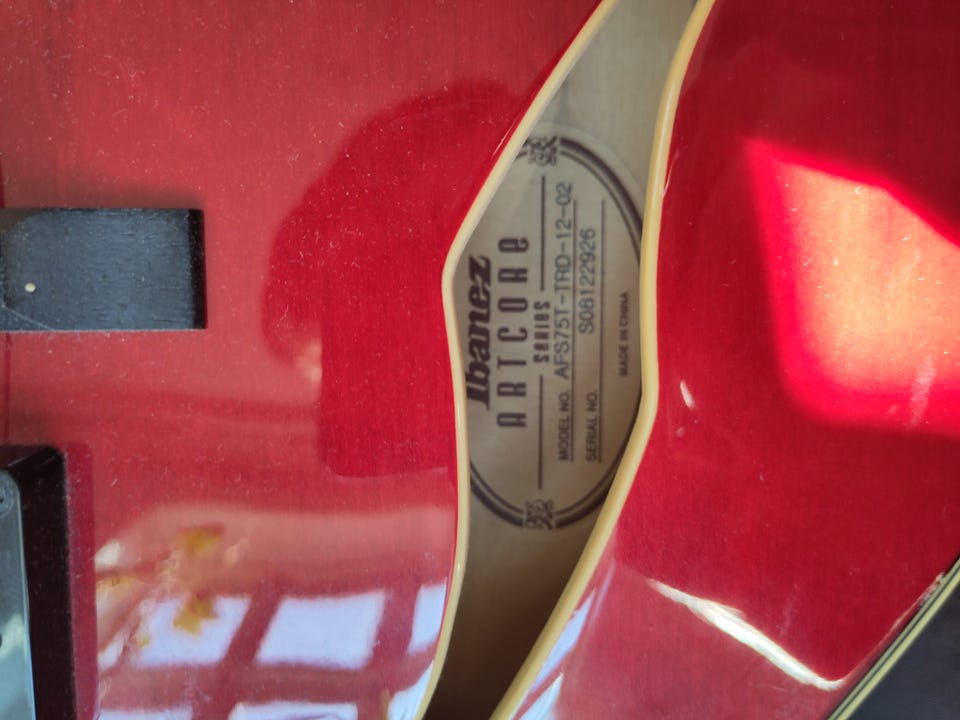 Ibanez
ARTCORE
SERIES
MODEL NO. AFS75T-TRD-12-02
SERIAL NO. S08122926
MADE IN CHINA